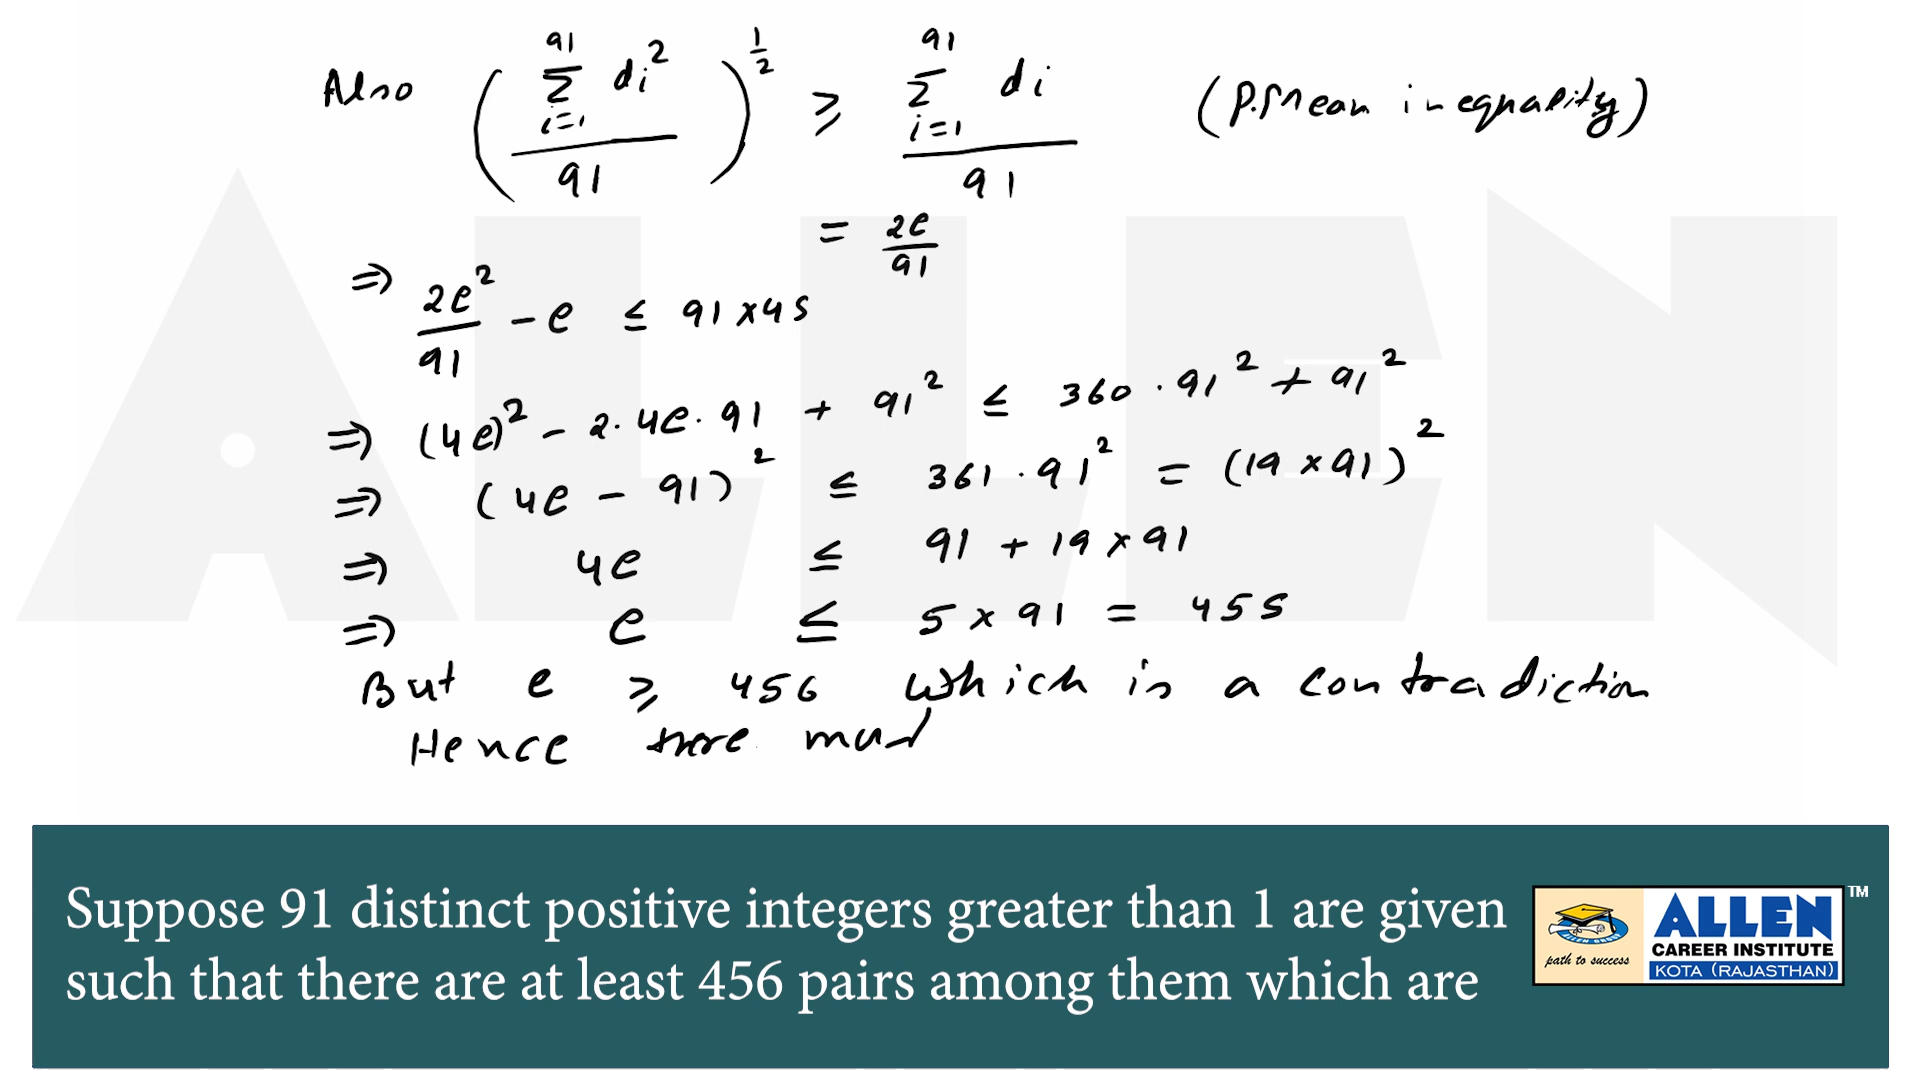 Also ( ∑_{i=1}^{91} di² / 91 )^{1/2} ≥ ∑_{i=1}^{91} di / 91 (P.Mean inequality)
= 2e/91
⇒ 2e²/91 - e ≤ 91×45
⇒ (4e)² - 2·4e·91 + 91² ≤ 360·91² + 91²
⇒ (4e - 91)² ≤ 361·91² = (19×91)²
⇒ 4e ≤ 91 + 19×91
⇒ e ≤ 5×91 = 455
But e ≥ 456 which is a contradiction
Hence there
Suppose 91 distinct positive integers greater than 1 are given
such that there are at least 456 pairs among them which are
ALLEN™
CAREER INSTITUTE
path to success
KOTA (RAJASTHAN)
ALLEN